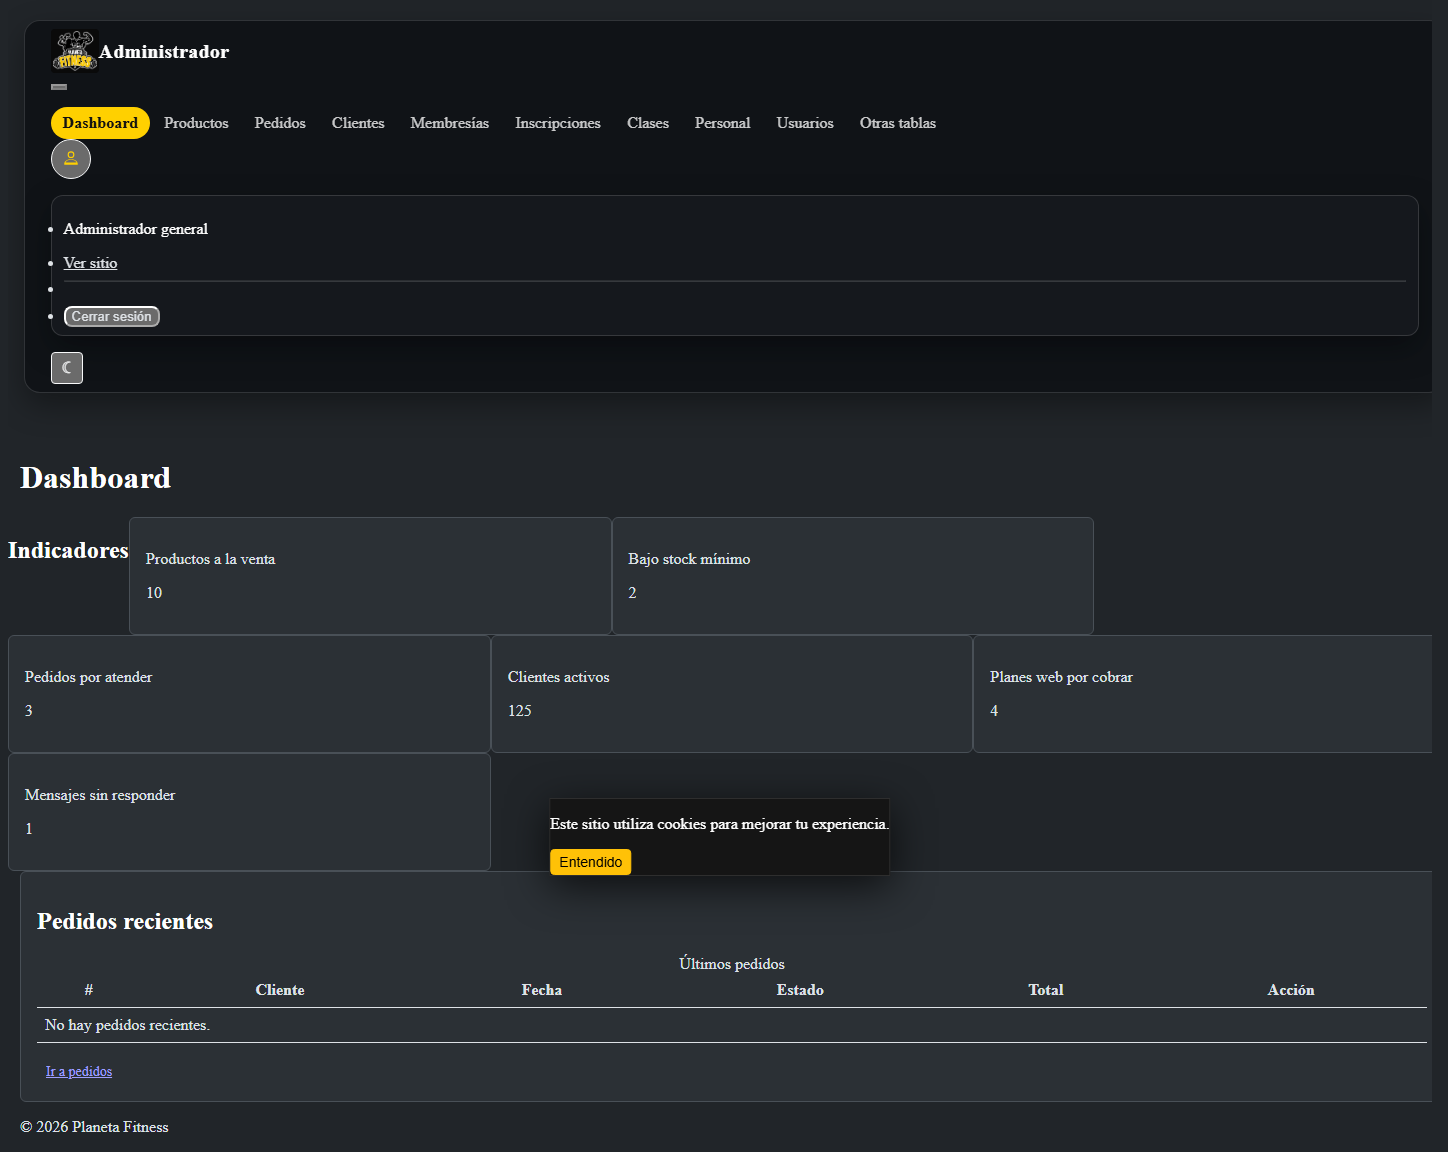 PLANETA
FITNESS
Administrador
Dashboard Productos Pedidos Clientes Membresías Inscripciones Clases Personal Usuarios Otras tablas
Administrador general
Ver sitio
Cerrar sesión
Dashboard
Indicadores
Productos a la venta
10
Bajo stock mínimo
2
Pedidos por atender
3
Clientes activos
125
Planes web por cobrar
4
Mensajes sin responder
1
Este sitio utiliza cookies para mejorar tu experiencia.
Entendido
Pedidos recientes
Últimos pedidos
# Cliente Fecha Estado Total Acción
No hay pedidos recientes.
Ir a pedidos
© 2026 Planeta Fitness